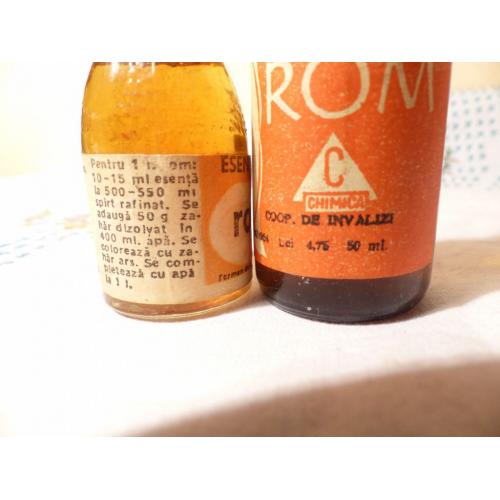 Pentru 1 l rom:
10-15 ml esență
la 500-550 ml
spirt rafinat. Se
adaugă 50 g za-
hăr dizolvat în
400 ml. apă. Se
colorează cu za-
hăr ars. Se com-
pletează cu apă
la 1 l.
ROM
C
CHIMICA
COOP. DE INVALIZI
Lei 4,75 50 ml.